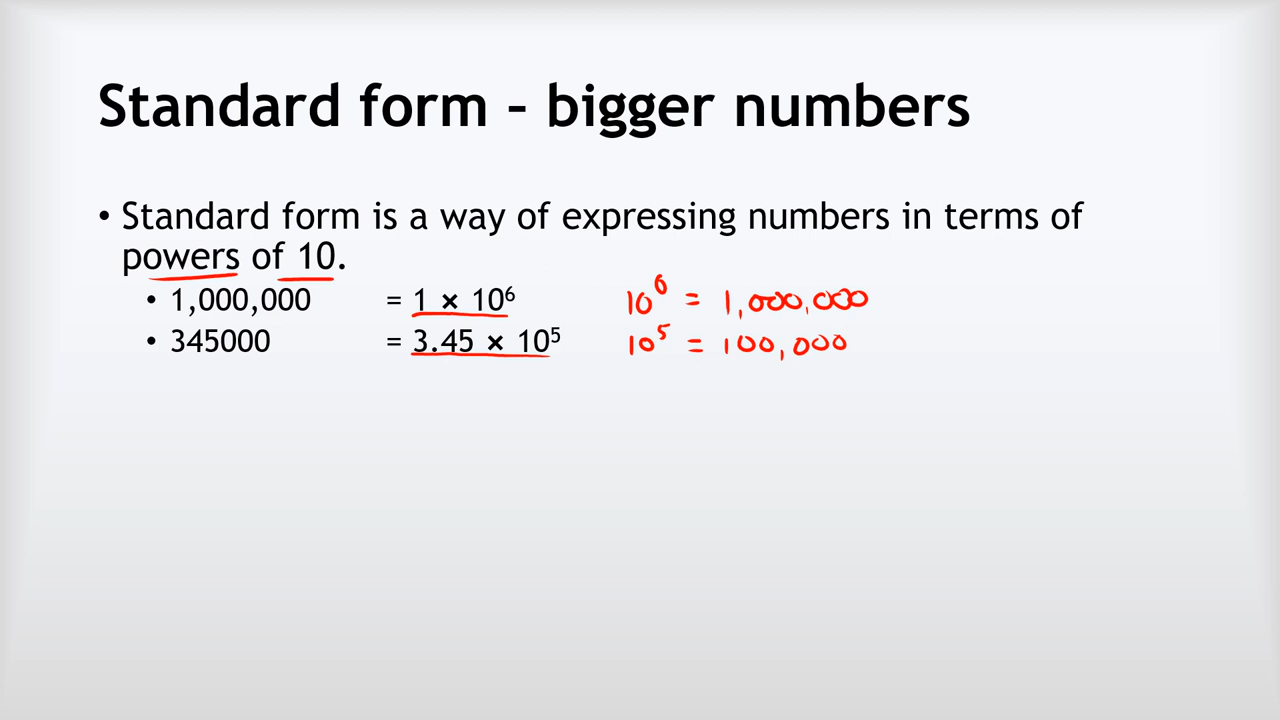 Standard form – bigger numbers
• Standard form is a way of expressing numbers in terms of
powers of 10.
• 1,000,000 = 1 × 10⁶ 10⁶ = 1,000,000
• 345000 = 3.45 × 10⁵ 10⁵ = 100,000